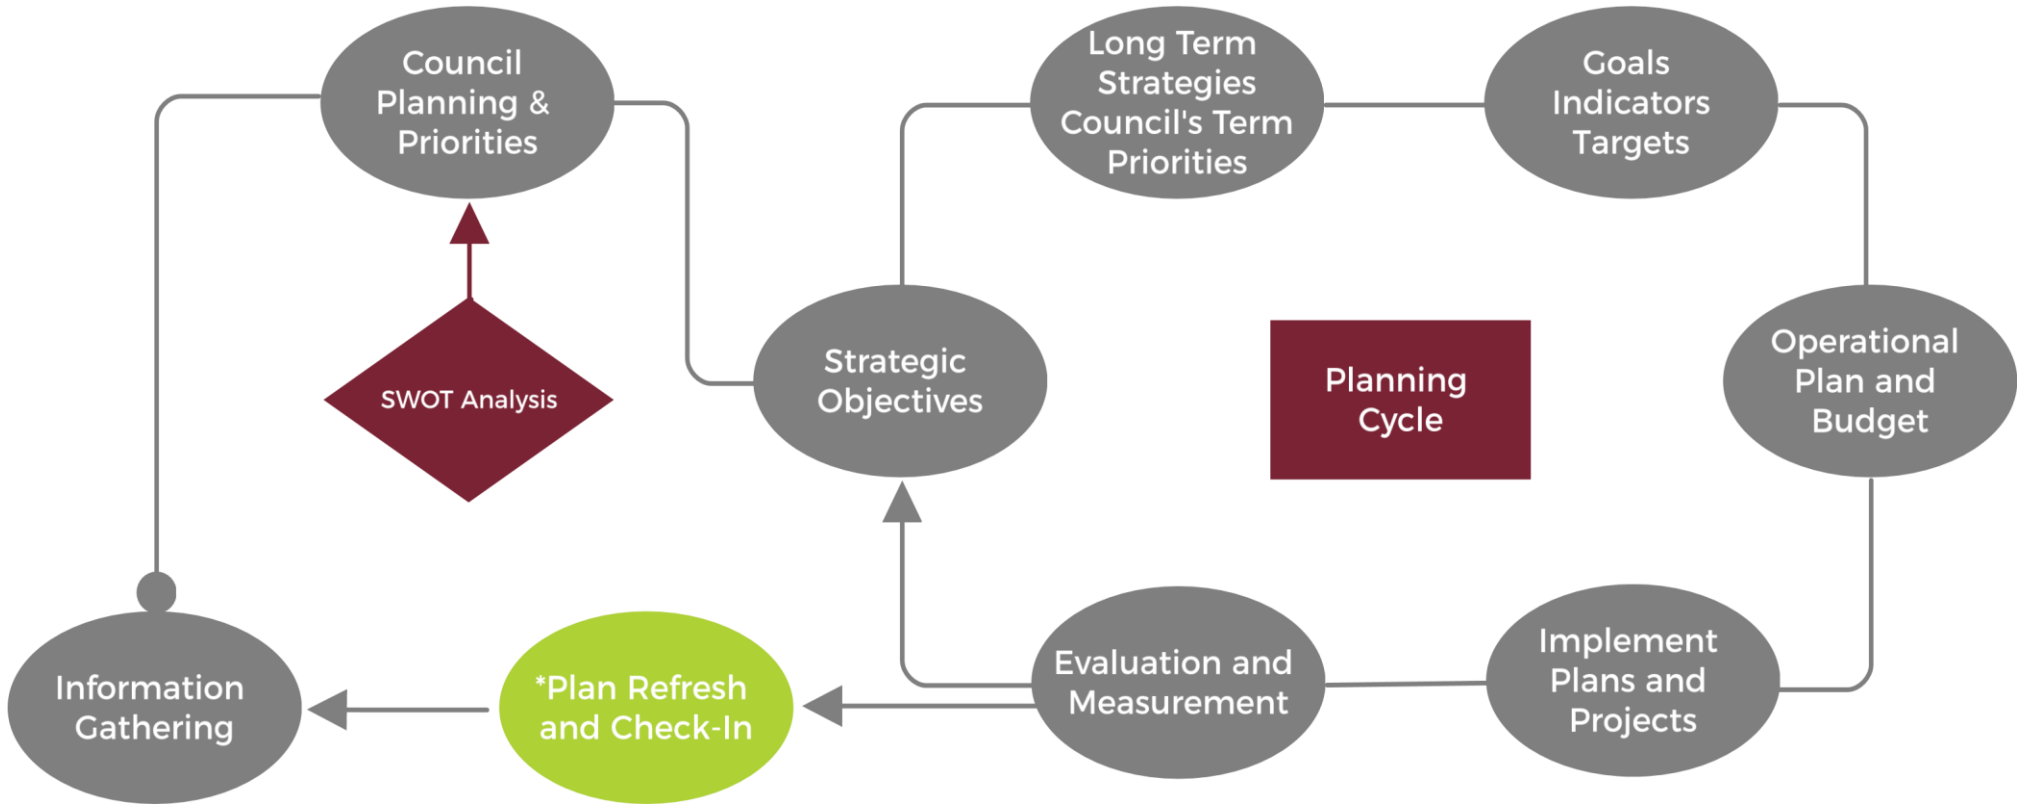 Council
Planning &
Priorities
Long Term
Strategies
Council's Term
Priorities
Goals
Indicators
Targets
SWOT Analysis
Strategic
Objectives
Planning
Cycle
Operational
Plan and
Budget
Information
Gathering
*Plan Refresh
and Check-In
Evaluation and
Measurement
Implement
Plans and
Projects